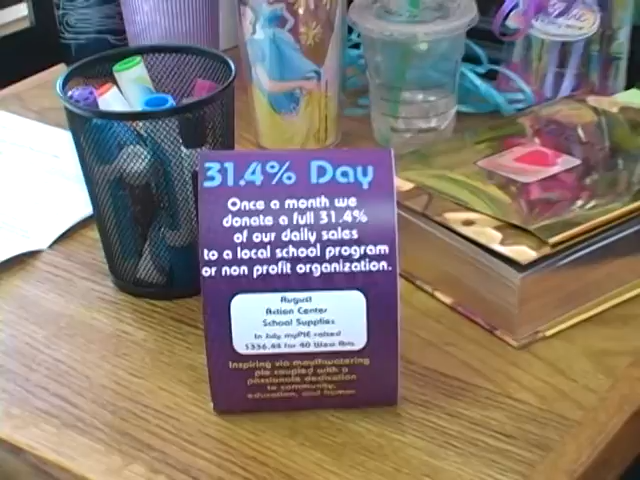 31.4% Day
Once a month we
donate a full 31.4%
of our daily sales
to a local school program
or non profit organization.
August
Action Center
School Supplies
In July myPIE raised
$336.44 for 40 West Arts
Inspiring via mouthwatering
pie coupled with a
passionate dedication
to community,
education, and humor